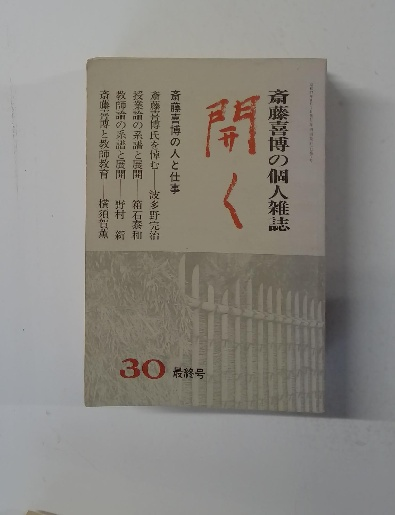 斎藤喜博の個人雑誌
開く
斎藤喜博の人と仕事
斎藤喜博氏を悼む──波多野完治
授業論の系譜と展開──箱石泰和
教師論の系譜と展開──野村 新
斎藤喜博と教師教育──横須賀薫
30 最終号